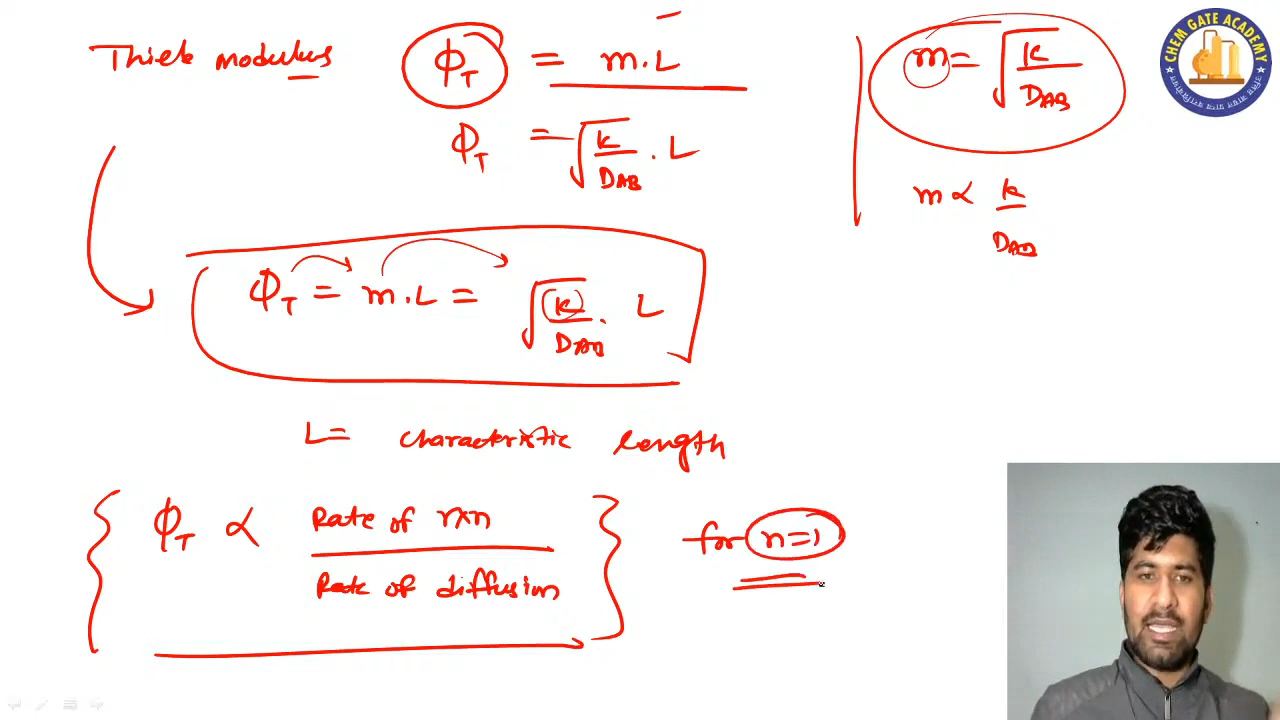 Thiele modulus ϕT = m.L
ϕT = √(k/DAB) . L
m = √(k/DAB)
m ∝ k/DAB
ϕT = m.L = √(k/DAB) . L
L = characteristic length
ϕT ∝ Rate of rxn / Rate of diffusion
for n=1
CHEM GATE ACADEMY